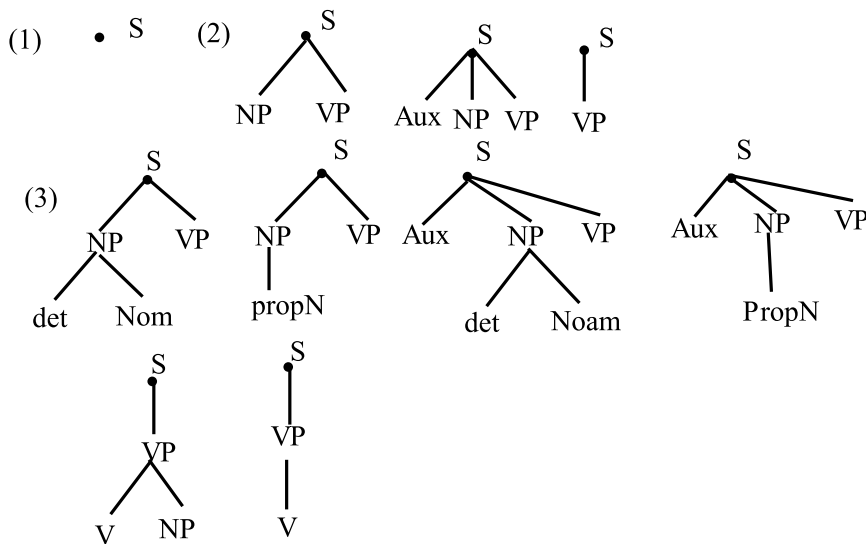 (1) S (2) S S S
NP VP Aux NP VP VP
(3) S S S S
NP VP NP VP Aux NP VP Aux NP VP
det Nom propN det Noam PropN
S S
VP VP
V NP V